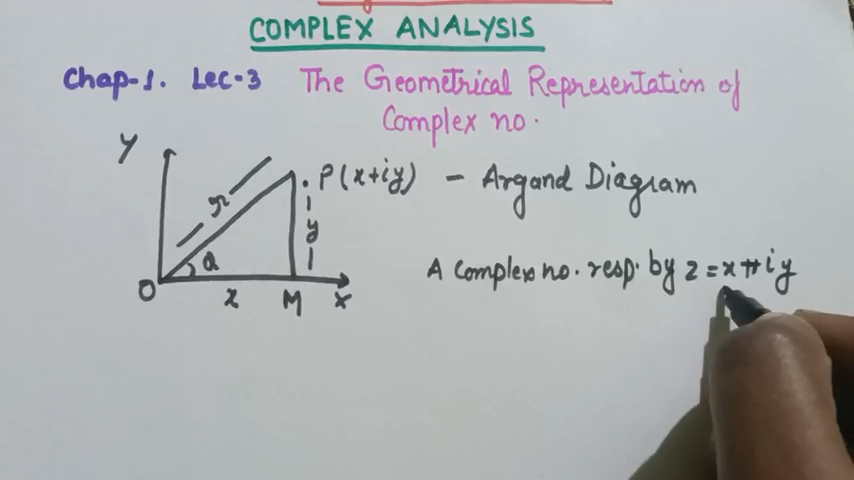 COMPLEX ANALYSIS
Chap-1. Lec-3 The Geometrical Representation of
Complex no.
Y
r P(x+iy) - Argand Diagram
y
Q
A Complex no. resp. by z = x + iy
O x M X